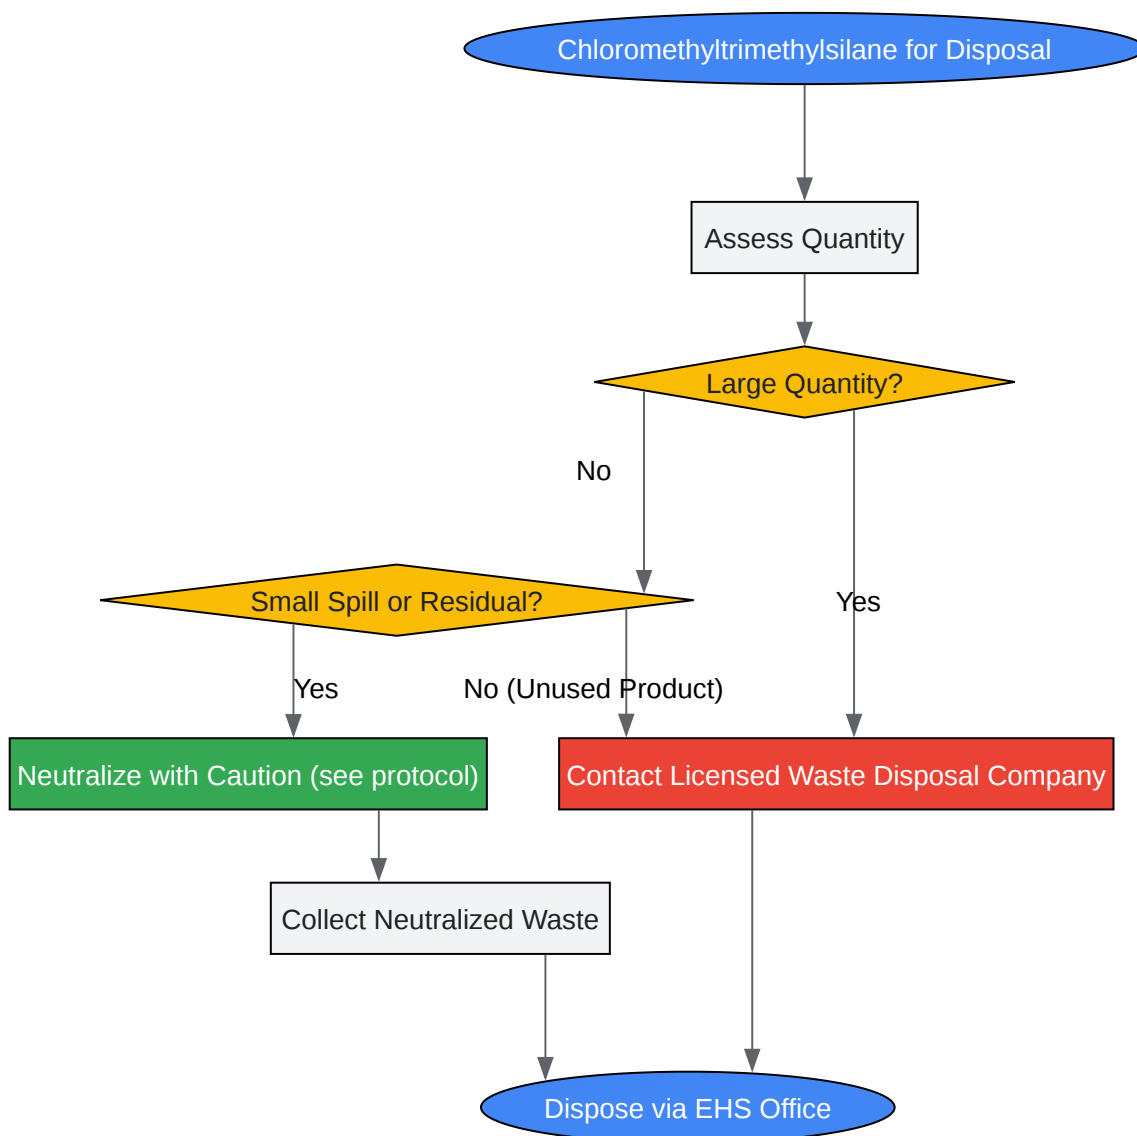 Chloromethyltrimethylsilane for Disposal
Assess Quantity
Large Quantity?
No
Small Spill or Residual?
Yes
Yes
No (Unused Product)
Neutralize with Caution (see protocol)
Contact Licensed Waste Disposal Company
Collect Neutralized Waste
Dispose via EHS Office